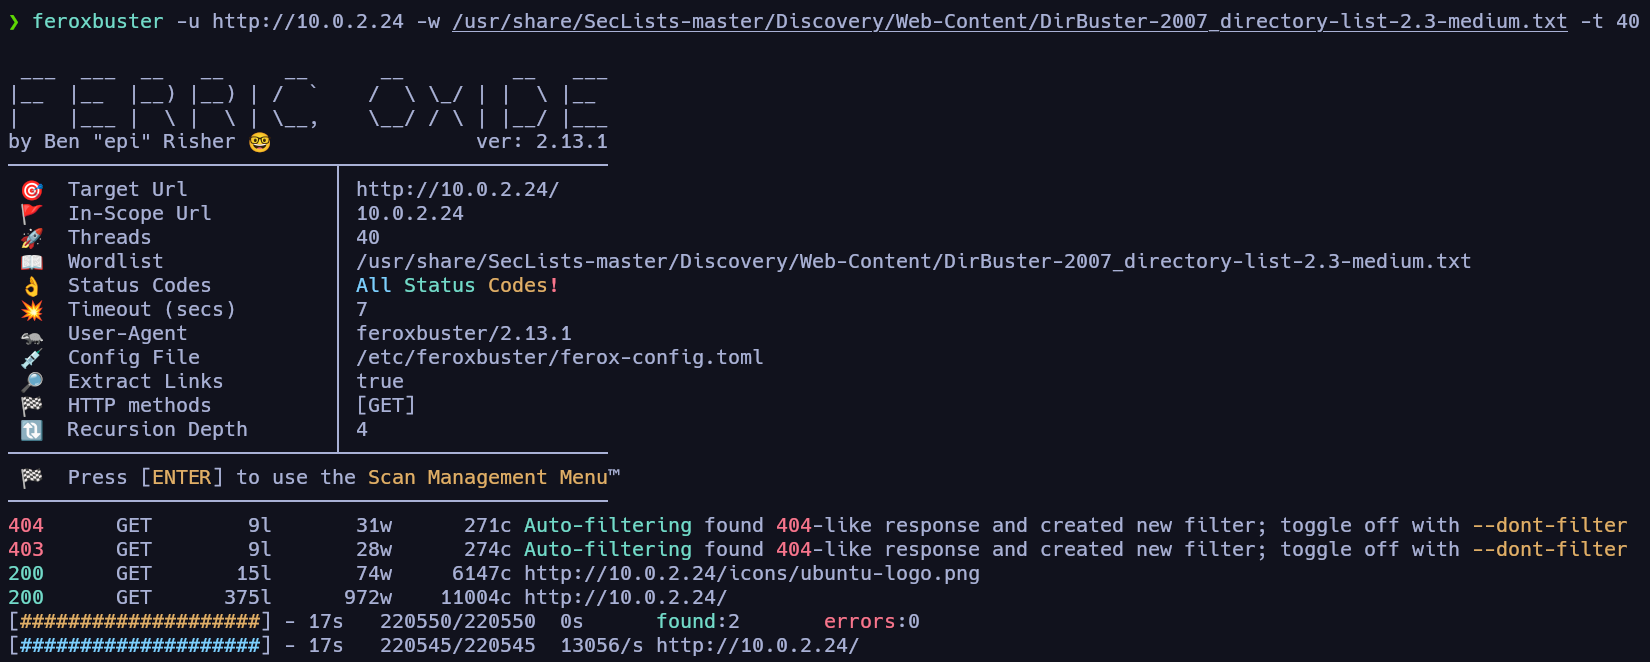 ❯ feroxbuster -u http://10.0.2.24 -w /usr/share/SecLists-master/Discovery/Web-Content/DirBuster-2007_directory-list-2.3-medium.txt -t 40
FERRIC OXIDE
by Ben "epi" Risher 🤓 ver: 2.13.1
🎯 Target Url │ http://10.0.2.24/
🚩 In-Scope Url │ 10.0.2.24
🚀 Threads │ 40
📖 Wordlist │ /usr/share/SecLists-master/Discovery/Web-Content/DirBuster-2007_directory-list-2.3-medium.txt
👌 Status Codes │ All Status Codes!
💥 Timeout (secs) │ 7
🦡 User-Agent │ feroxbuster/2.13.1
💉 Config File │ /etc/feroxbuster/ferox-config.toml
🔎 Extract Links │ true
🏁 HTTP methods │ [GET]
🔃 Recursion Depth │ 4
🏁 Press [ENTER] to use the Scan Management Menu™
404 GET 9l 31w 271c Auto-filtering found 404-like response and created new filter; toggle off with --dont-filter
403 GET 9l 28w 274c Auto-filtering found 404-like response and created new filter; toggle off with --dont-filter
200 GET 15l 74w 6147c http://10.0.2.24/icons/ubuntu-logo.png
200 GET 375l 972w 11004c http://10.0.2.24/
[####################] - 17s 220550/220550 0s found:2 errors:0
[####################] - 17s 220545/220545 13056/s http://10.0.2.24/